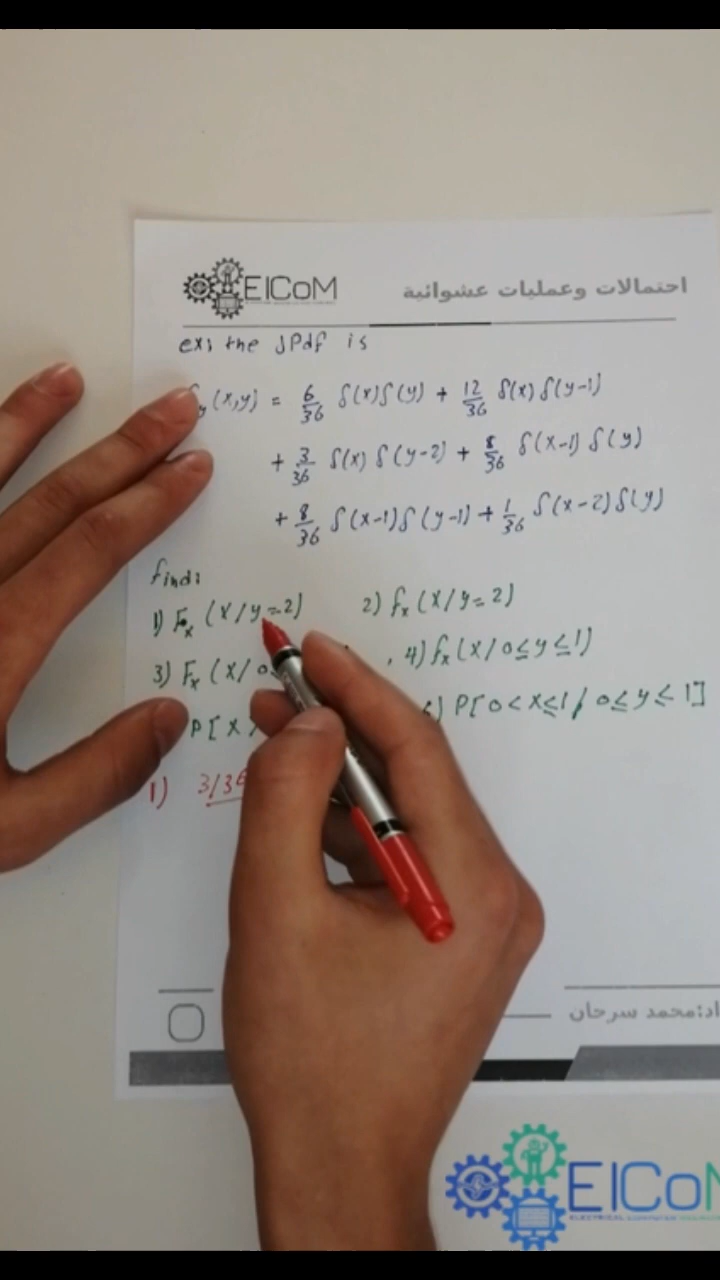 EICoM
احتمالات وعمليات عشوائية
ex: the JPdf is
(x,y) = 6/36 δ(x)δ(y) + 12/36 δ(x) δ(y-1)
+ 3/36 δ(x) δ(y-2) + 8/36 δ(x-1) δ(y)
+ 8/36 δ(x-1)δ(y-1) + 1/36 δ(x-2)δ(y)
find:
1) Fx (x/y=2) 2) fx (x/y=2)
3) Fx (x/0 , 4) fx (x/0≤y≤1)
P[x ) P[0<x≤1/0≤y≤1]
1) 3/36
اد:محمد سرحان
EICoM